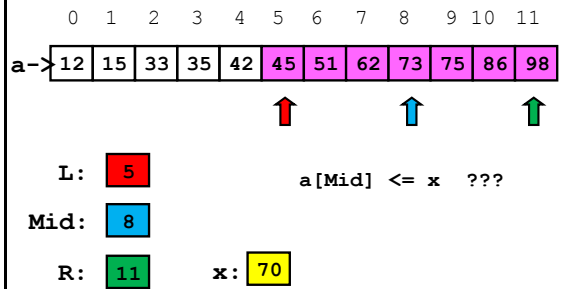 0 1 2 3 4 5 6 7 8 9 10 11
a-> 12 15 33 35 42 45 51 62 73 75 86 98
L: 5 a[Mid] <= x ???
Mid: 8
R: 11 x: 70